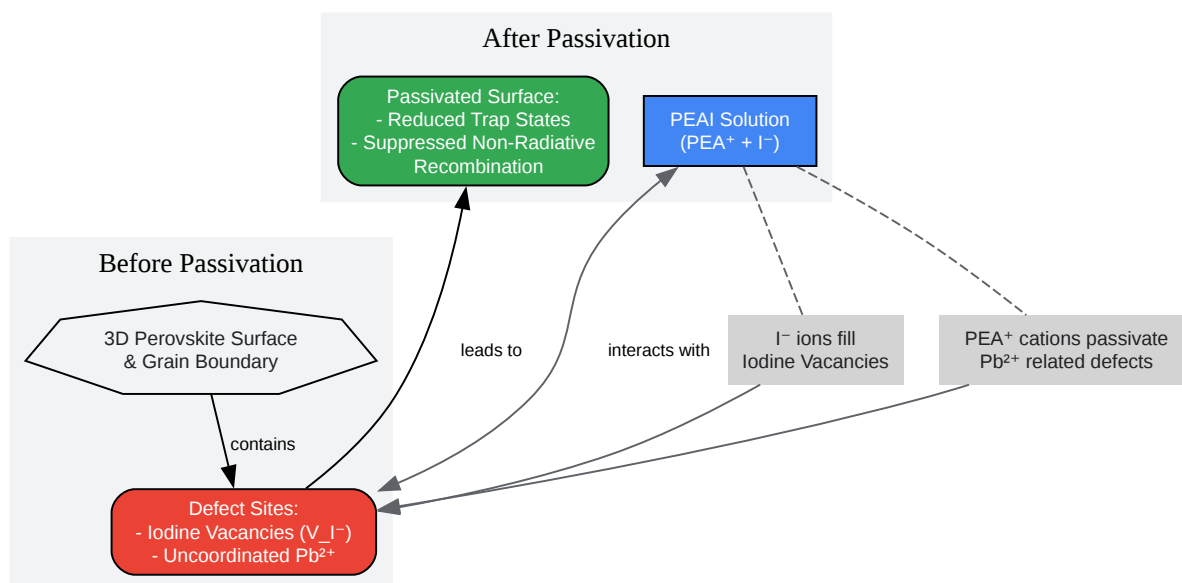 After Passivation
Passivated Surface:
- Reduced Trap States
- Suppressed Non-Radiative
Recombination
PEAI Solution
(PEA⁺ + I⁻)
Before Passivation
3D Perovskite Surface
& Grain Boundary
leads to
interacts with
I⁻ ions fill
Iodine Vacancies
PEA⁺ cations passivate
Pb²⁺ related defects
contains
Defect Sites:
- Iodine Vacancies (V_I⁻)
- Uncoordinated Pb²⁺